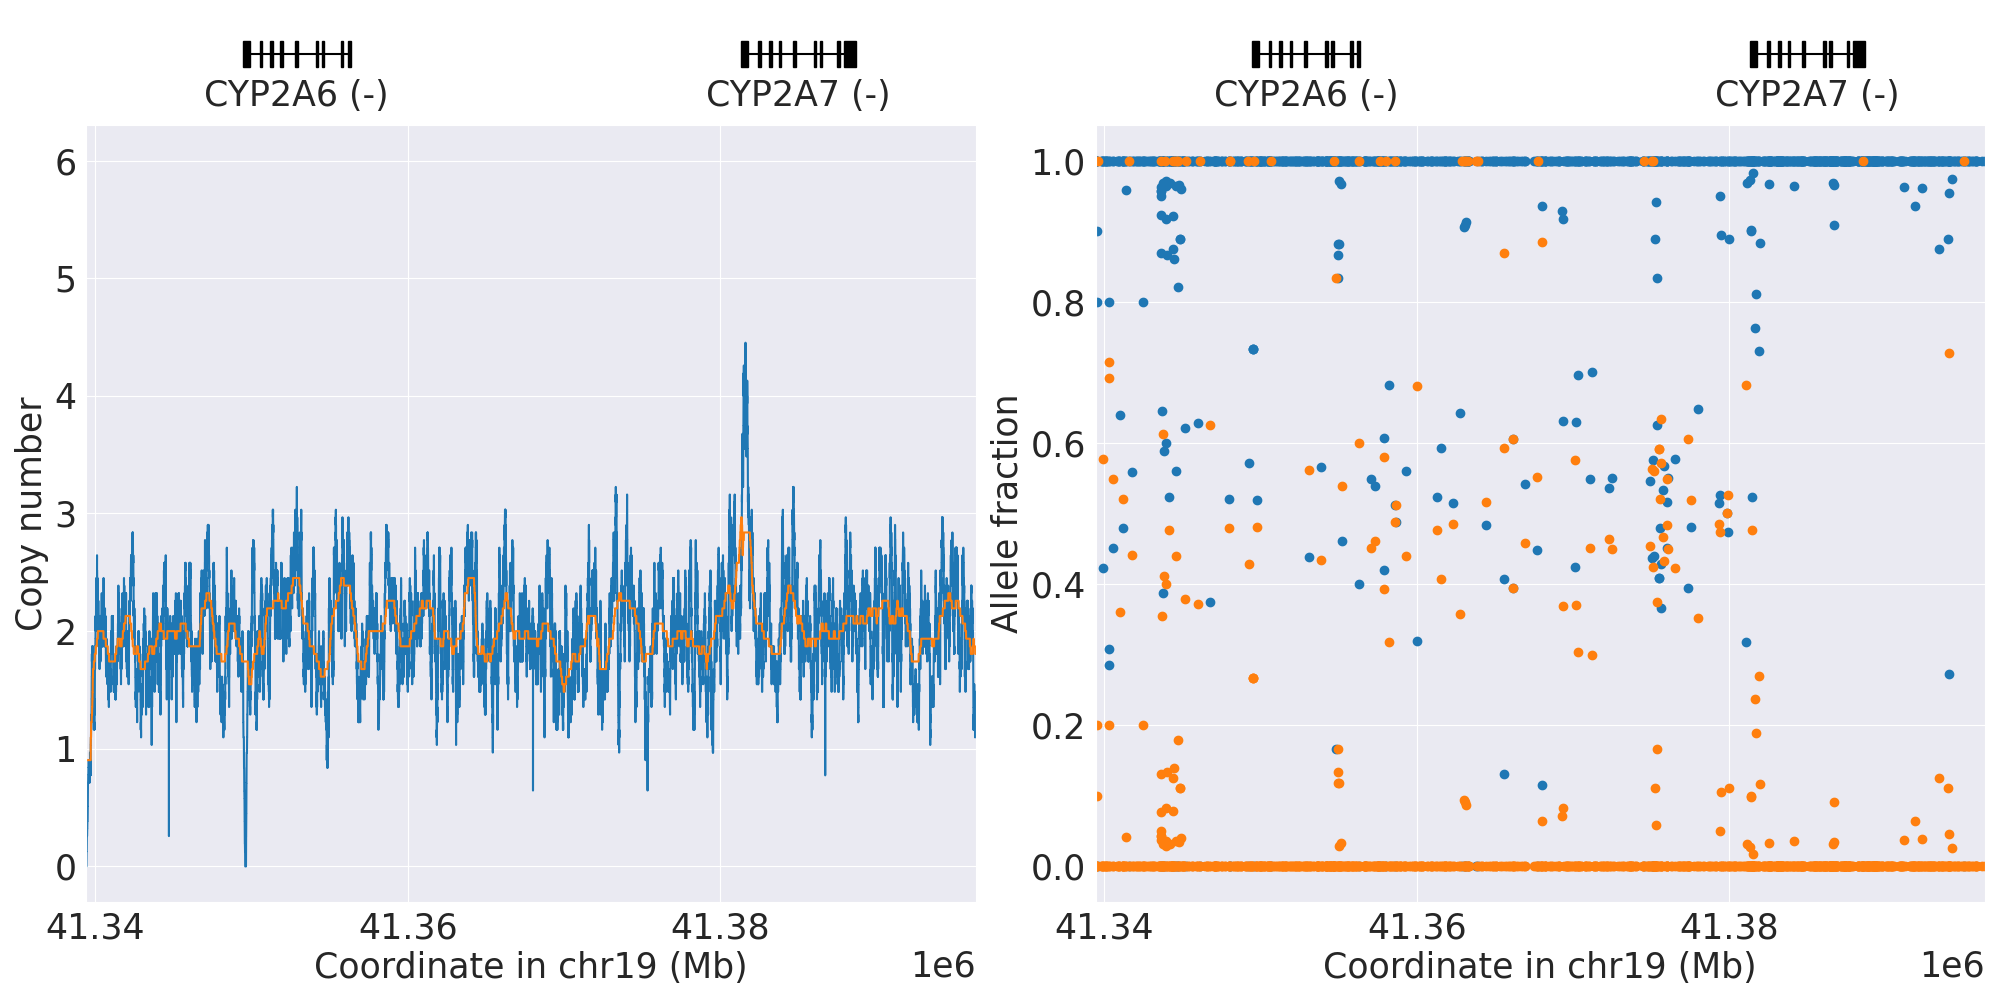 CYP2A6 (-)
CYP2A7 (-)
6
5
4
3
2
1
0
Copy number
41.34
41.36
41.38
Coordinate in chr19 (Mb)
1e6
CYP2A6 (-)
CYP2A7 (-)
1.0
0.8
0.6
0.4
0.2
0.0
Allele fraction
41.34
41.36
41.38
Coordinate in chr19 (Mb)
1e6